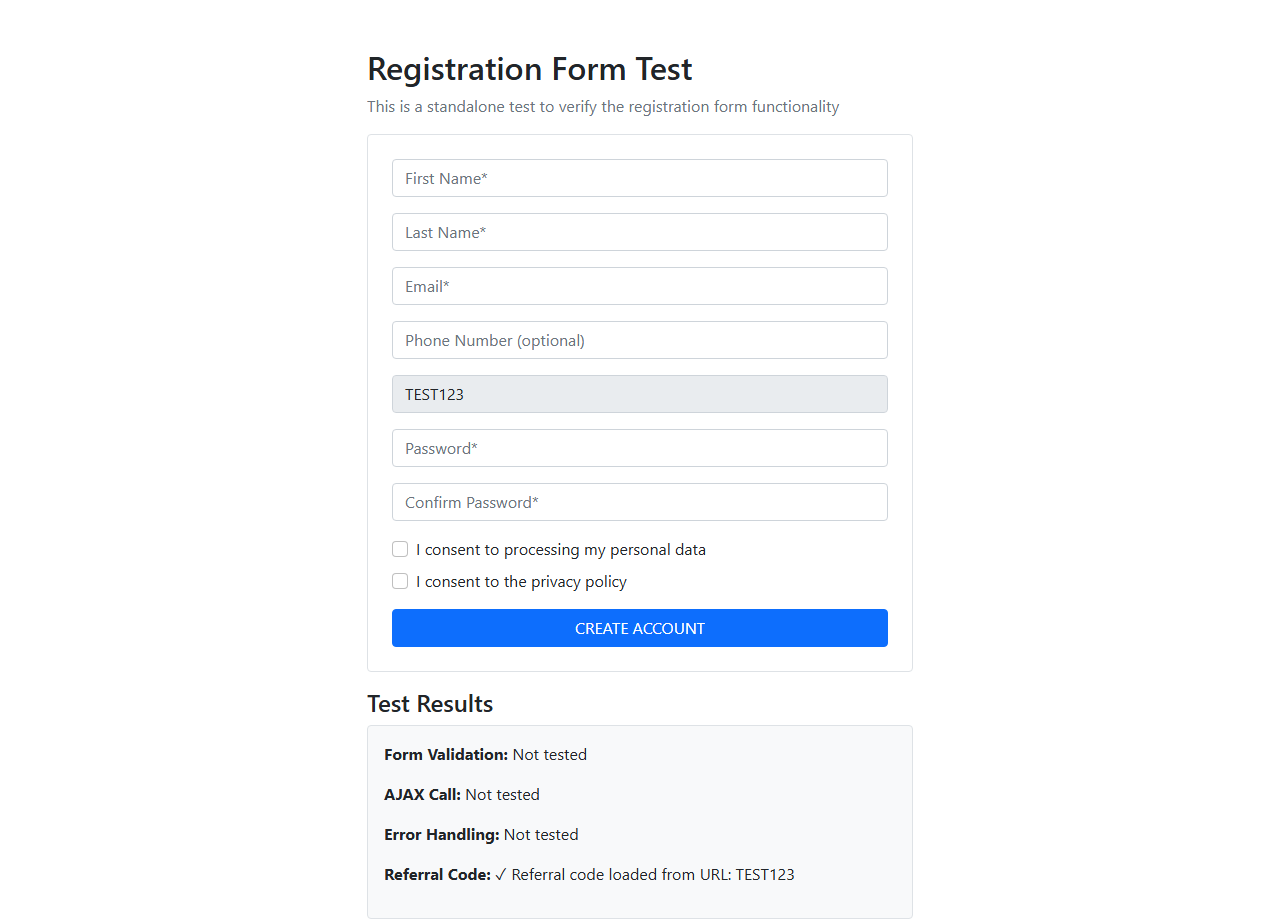 Registration Form Test
This is a standalone test to verify the registration form functionality
First Name*
Last Name*
Email*
Phone Number (optional)
TEST123
Password*
Confirm Password*
I consent to processing my personal data
I consent to the privacy policy
CREATE ACCOUNT
Test Results
Form Validation: Not tested
AJAX Call: Not tested
Error Handling: Not tested
Referral Code: ✓ Referral code loaded from URL: TEST123